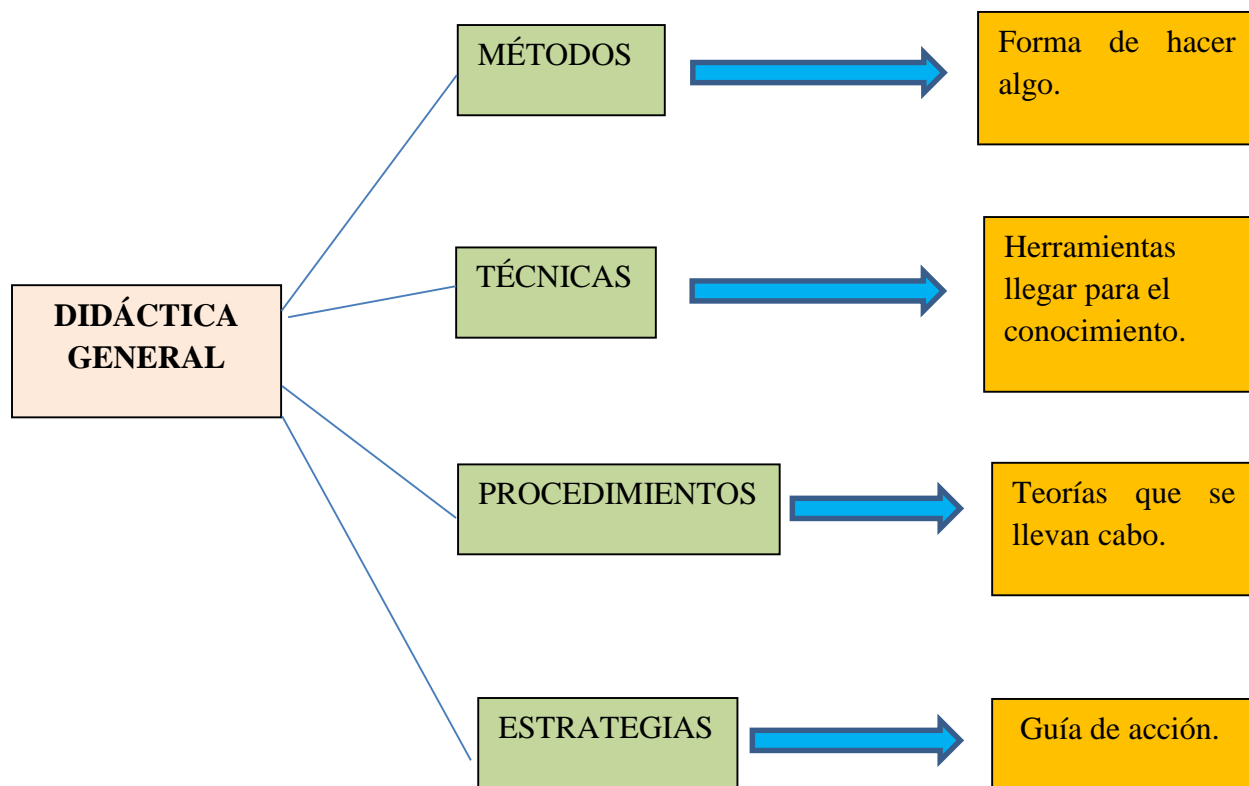 MÉTODOS
Forma de hacer
algo.
TÉCNICAS
Herramientas
llegar para el
conocimiento.
DIDÁCTICA
GENERAL
PROCEDIMIENTOS
Teorías que se
llevan cabo.
ESTRATEGIAS
Guía de acción.